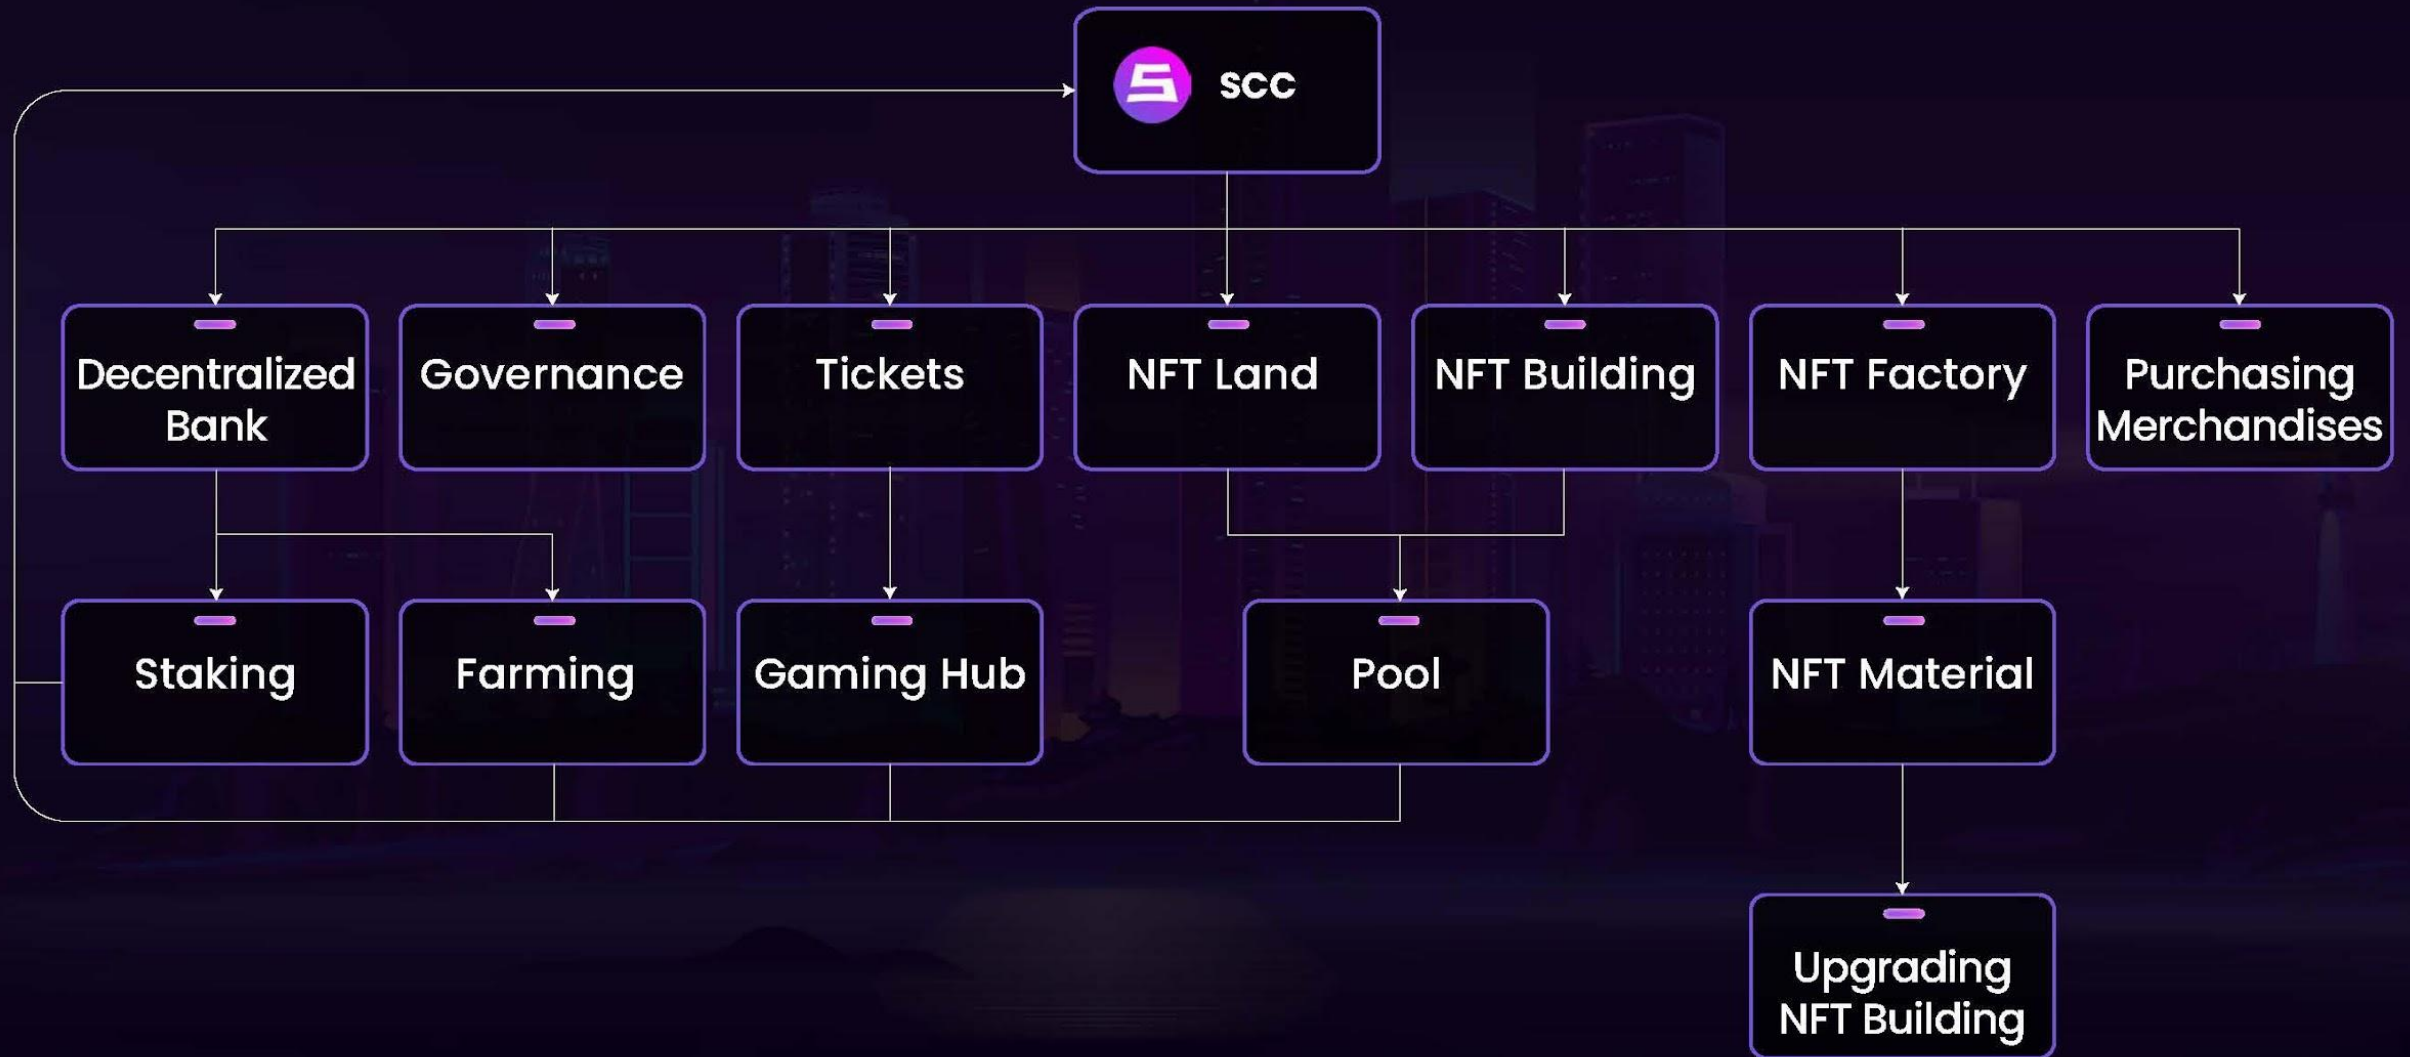 SCC
Decentralized
Bank
Governance
Tickets
NFT Land
NFT Building
NFT Factory
Purchasing
Merchandises
Staking
Farming
Gaming Hub
Pool
NFT Material
Upgrading
NFT Building